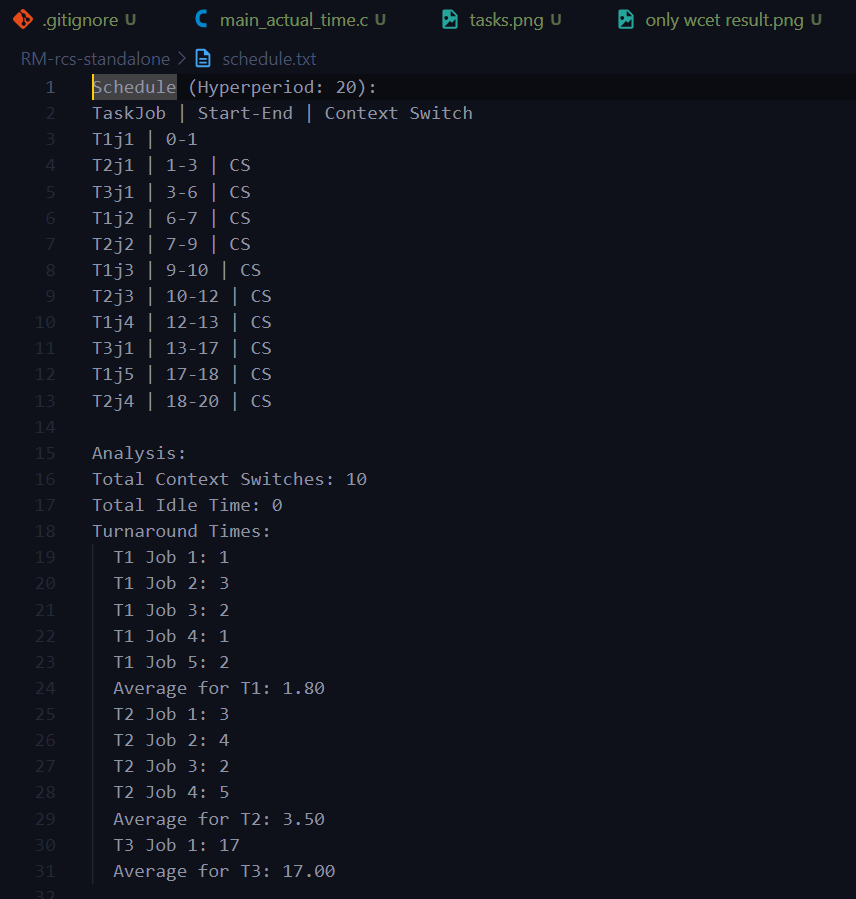 .gitignore U main_actual_time.c U tasks.png U only wcet result.png U
RM-rcs-standalone > schedule.txt
1 Schedule (Hyperperiod: 20):
2 TaskJob | Start-End | Context Switch
3 T1j1 | 0-1
4 T2j1 | 1-3 | CS
5 T3j1 | 3-6 | CS
6 T1j2 | 6-7 | CS
7 T2j2 | 7-9 | CS
8 T1j3 | 9-10 | CS
9 T2j3 | 10-12 | CS
10 T1j4 | 12-13 | CS
11 T3j1 | 13-17 | CS
12 T1j5 | 17-18 | CS
13 T2j4 | 18-20 | CS
14
15 Analysis:
16 Total Context Switches: 10
17 Total Idle Time: 0
18 Turnaround Times:
19 T1 Job 1: 1
20 T1 Job 2: 3
21 T1 Job 3: 2
22 T1 Job 4: 1
23 T1 Job 5: 2
24 Average for T1: 1.80
25 T2 Job 1: 3
26 T2 Job 2: 4
27 T2 Job 3: 2
28 T2 Job 4: 5
29 Average for T2: 3.50
30 T3 Job 1: 17
31 Average for T3: 17.00
32